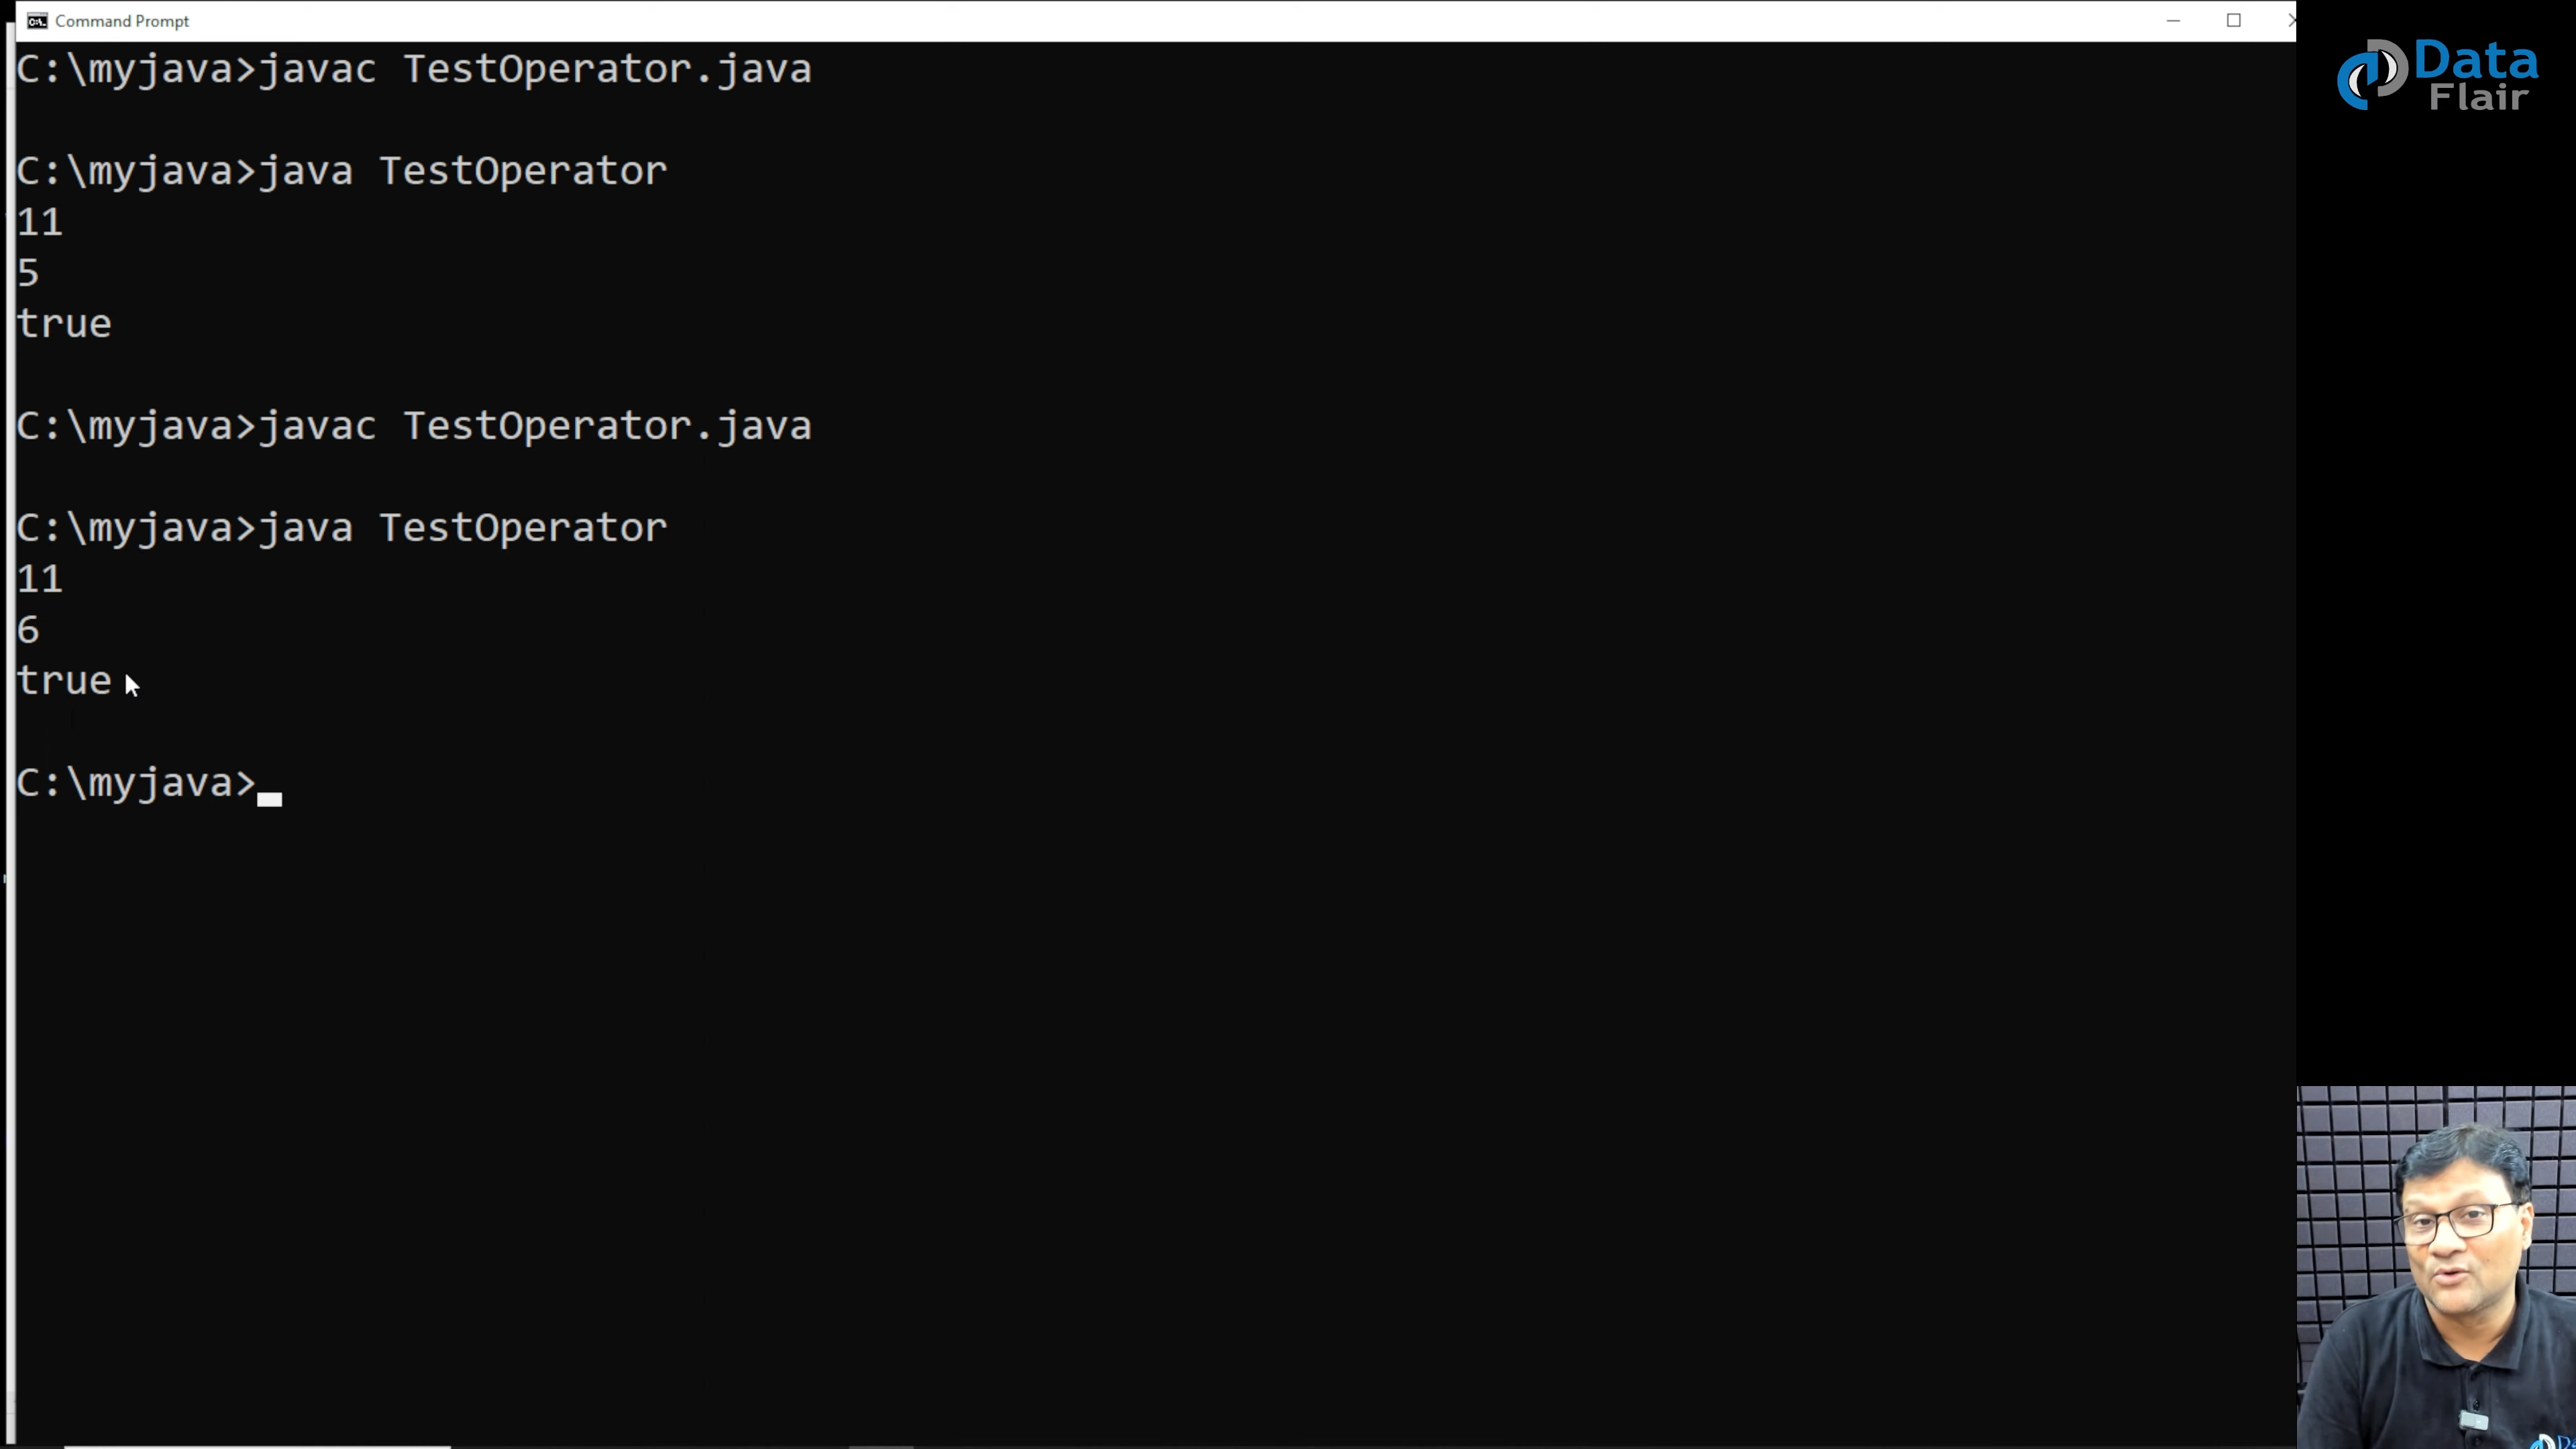 Command Prompt
C:\myjava>javac TestOperator.java
C:\myjava>java TestOperator
11
5
true
C:\myjava>javac TestOperator.java
C:\myjava>java TestOperator
11
6
true
C:\myjava>
Data
Flair